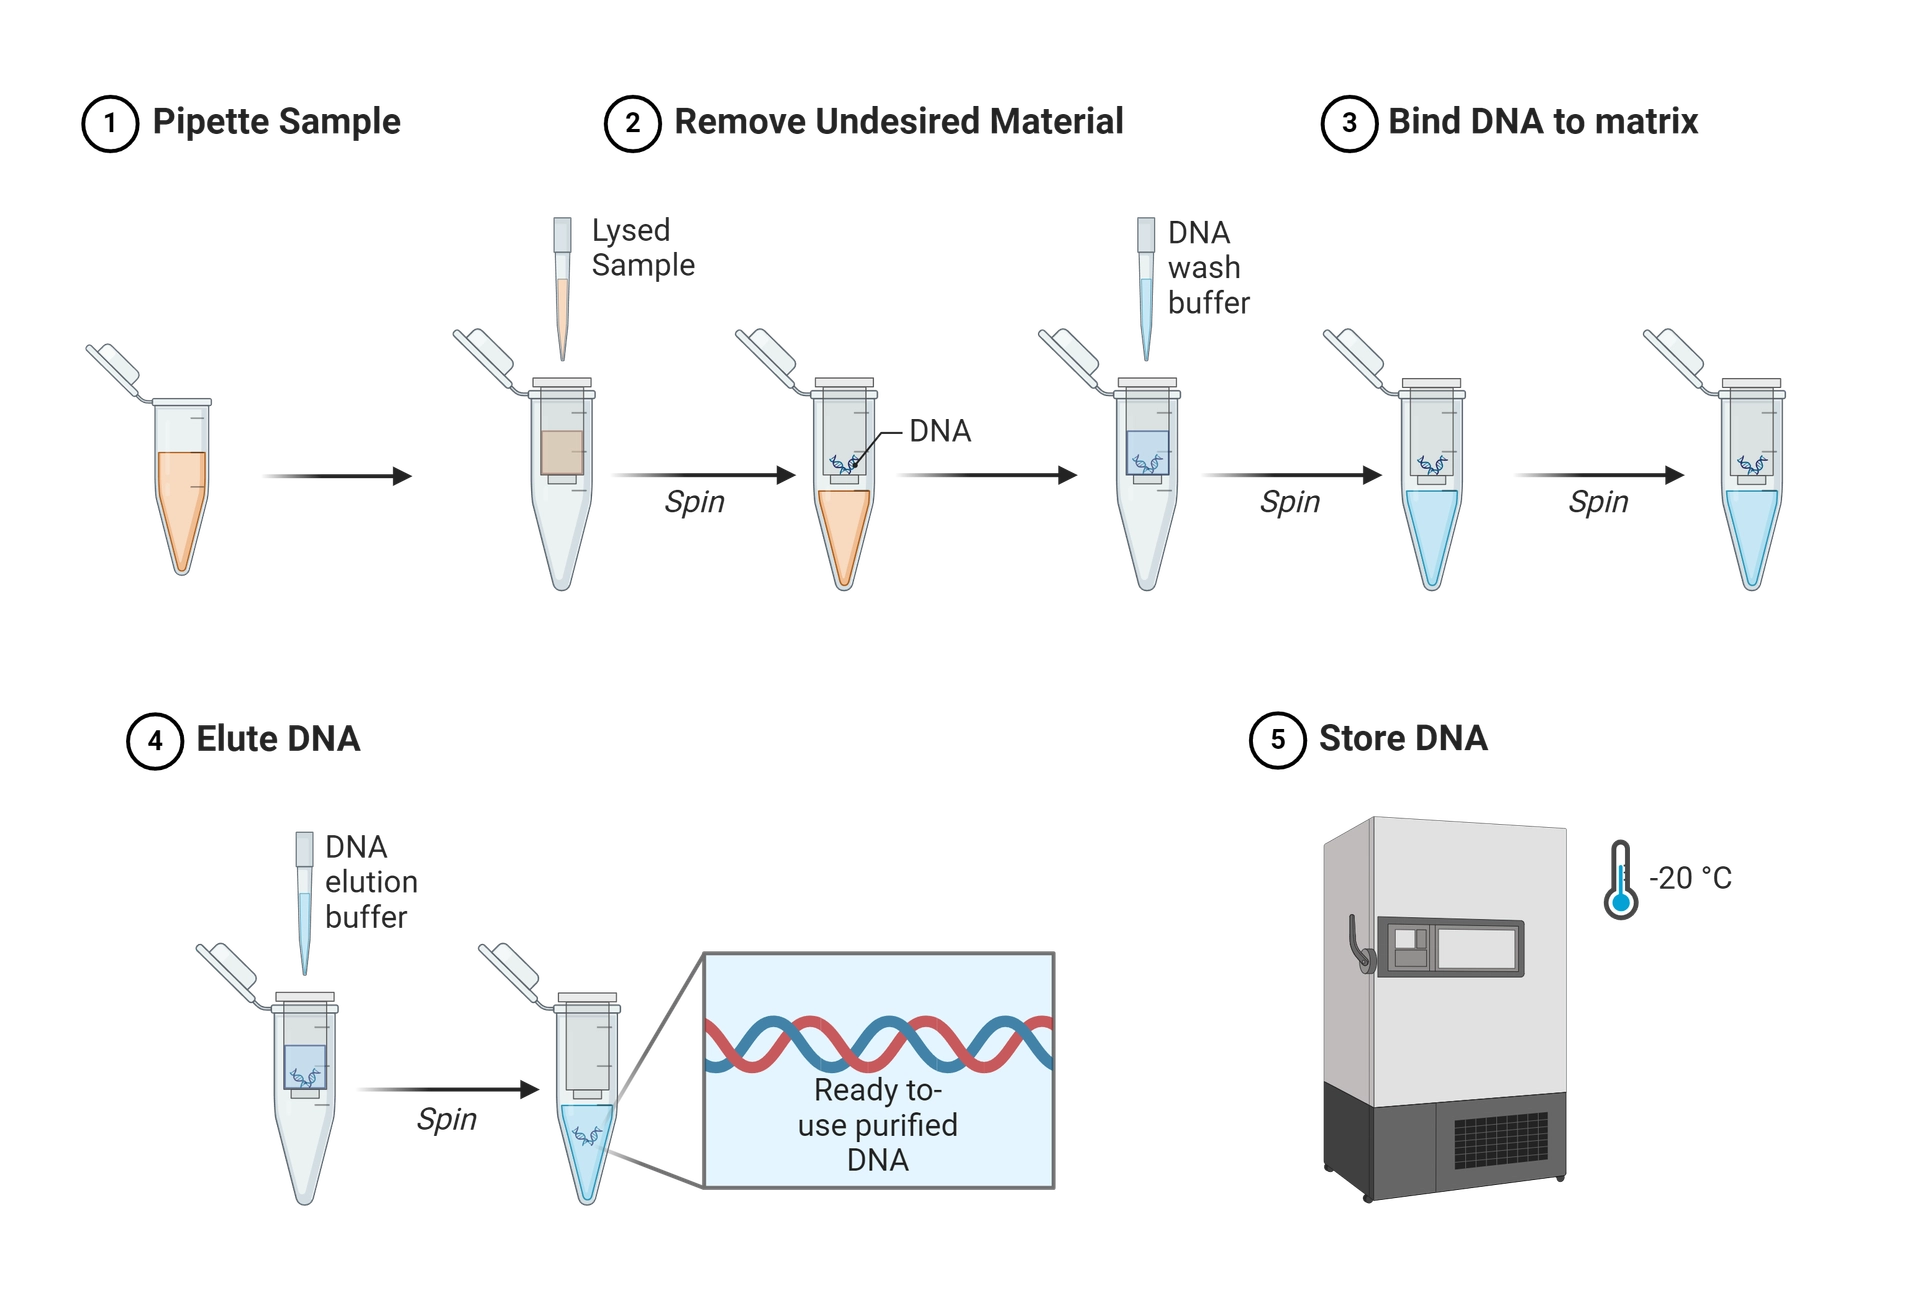 1 Pipette Sample
2 Remove Undesired Material
3 Bind DNA to matrix
Lysed
Sample
DNA
wash
buffer
DNA
Spin
Spin
Spin
4 Elute DNA
5 Store DNA
DNA
elution
buffer
-20 °C
Spin
Ready to-
use purified
DNA